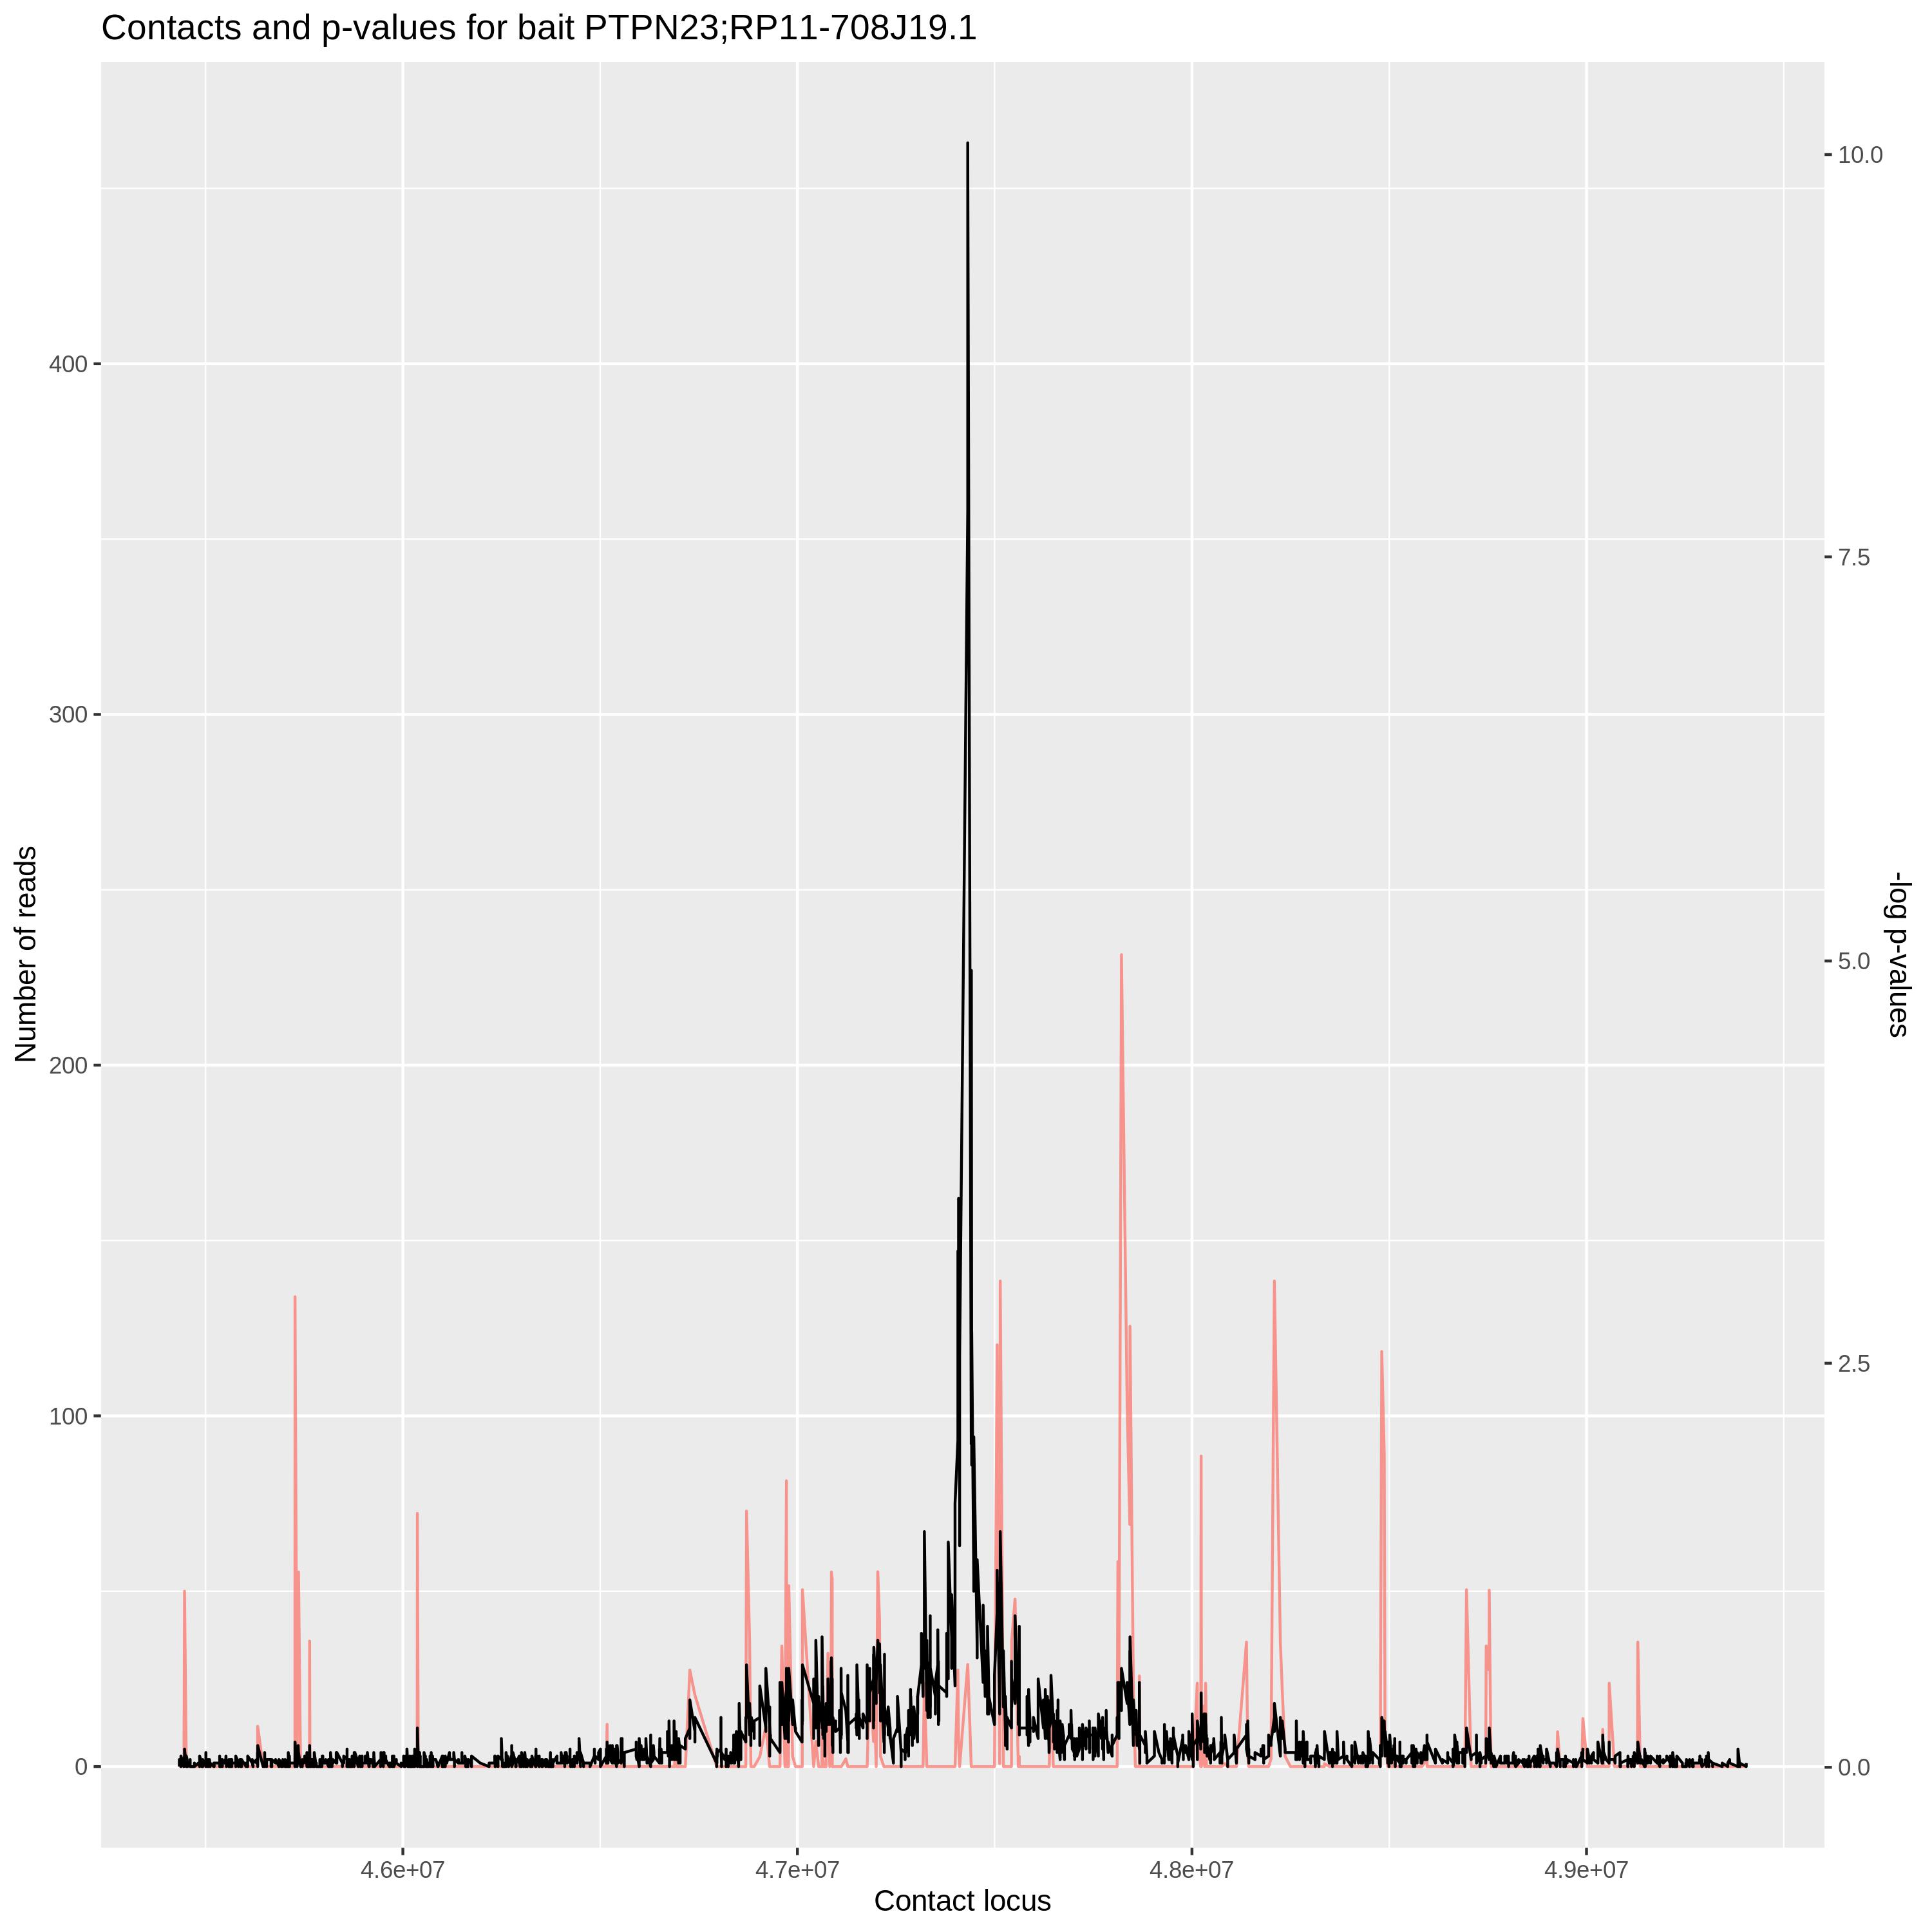 Contacts and p-values for bait PTPN23;RP11-708J19.1
Number of reads
400
300
200
100
0
10.0
7.5
5.0
2.5
0.0
-log p-values
4.6e+07
4.7e+07
4.8e+07
4.9e+07
Contact locus